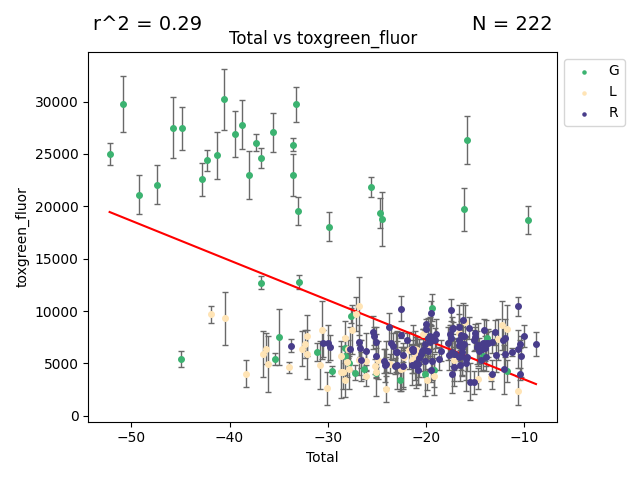 r^2 = 0.29 N = 222
Total vs toxgreen_fluor
30000
25000
20000
15000
10000
5000
0
toxgreen_fluor
−50 −40 −30 −20 −10
Total
G
L
R